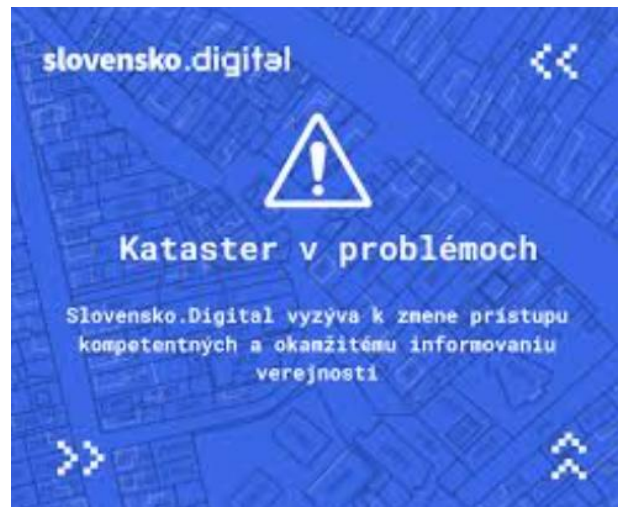 slovensko.digital
Kataster v problémoch
Slovensko.Digital vyzýva k zmene prístupu
kompetentných a okamžitému informovaniu
verejnosti